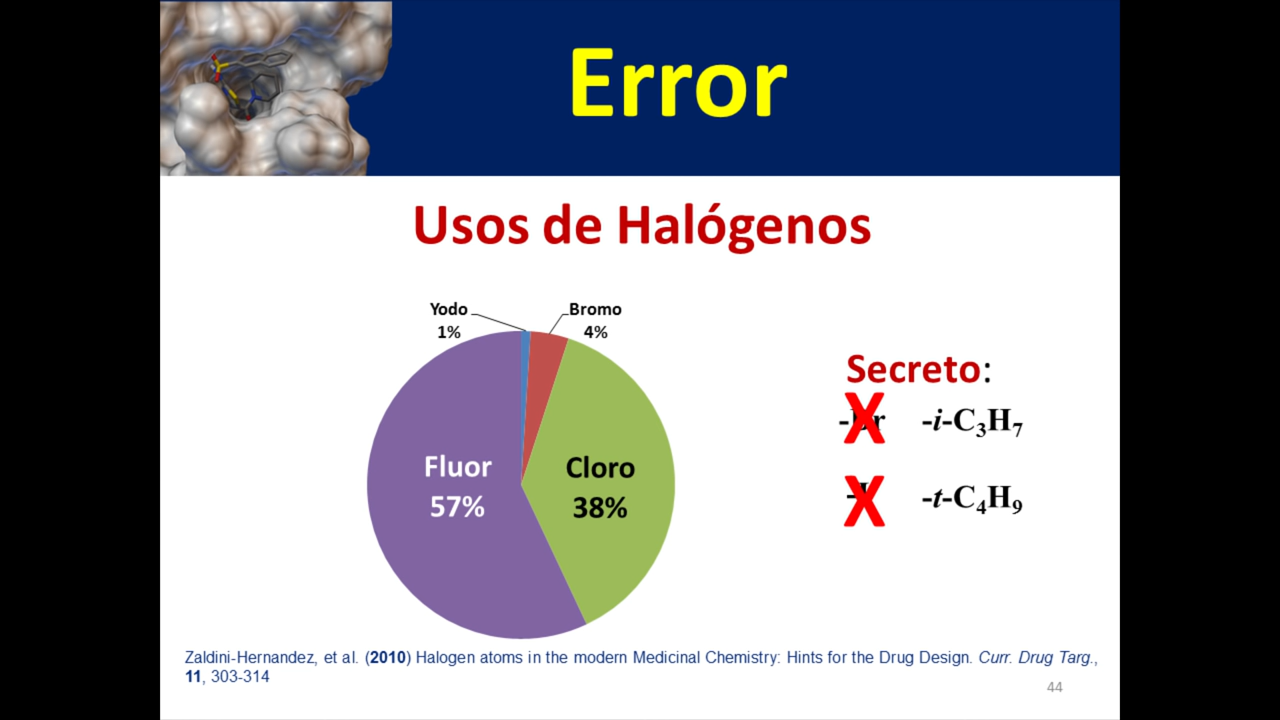 Error
Usos de Halógenos
Yodo
1%
Bromo
4%
Fluor
57%
Cloro
38%
Secreto:
X -i-C₃H₇
X -t-C₄H₉
Zaldini-Hernandez, et al. (2010) Halogen atoms in the modern Medicinal Chemistry: Hints for the Drug Design. Curr. Drug Targ.,
11, 303-314
44